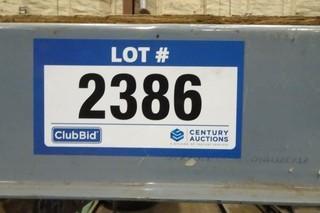 LOT #
2386
ClubBid
CENTURY
AUCTIONS